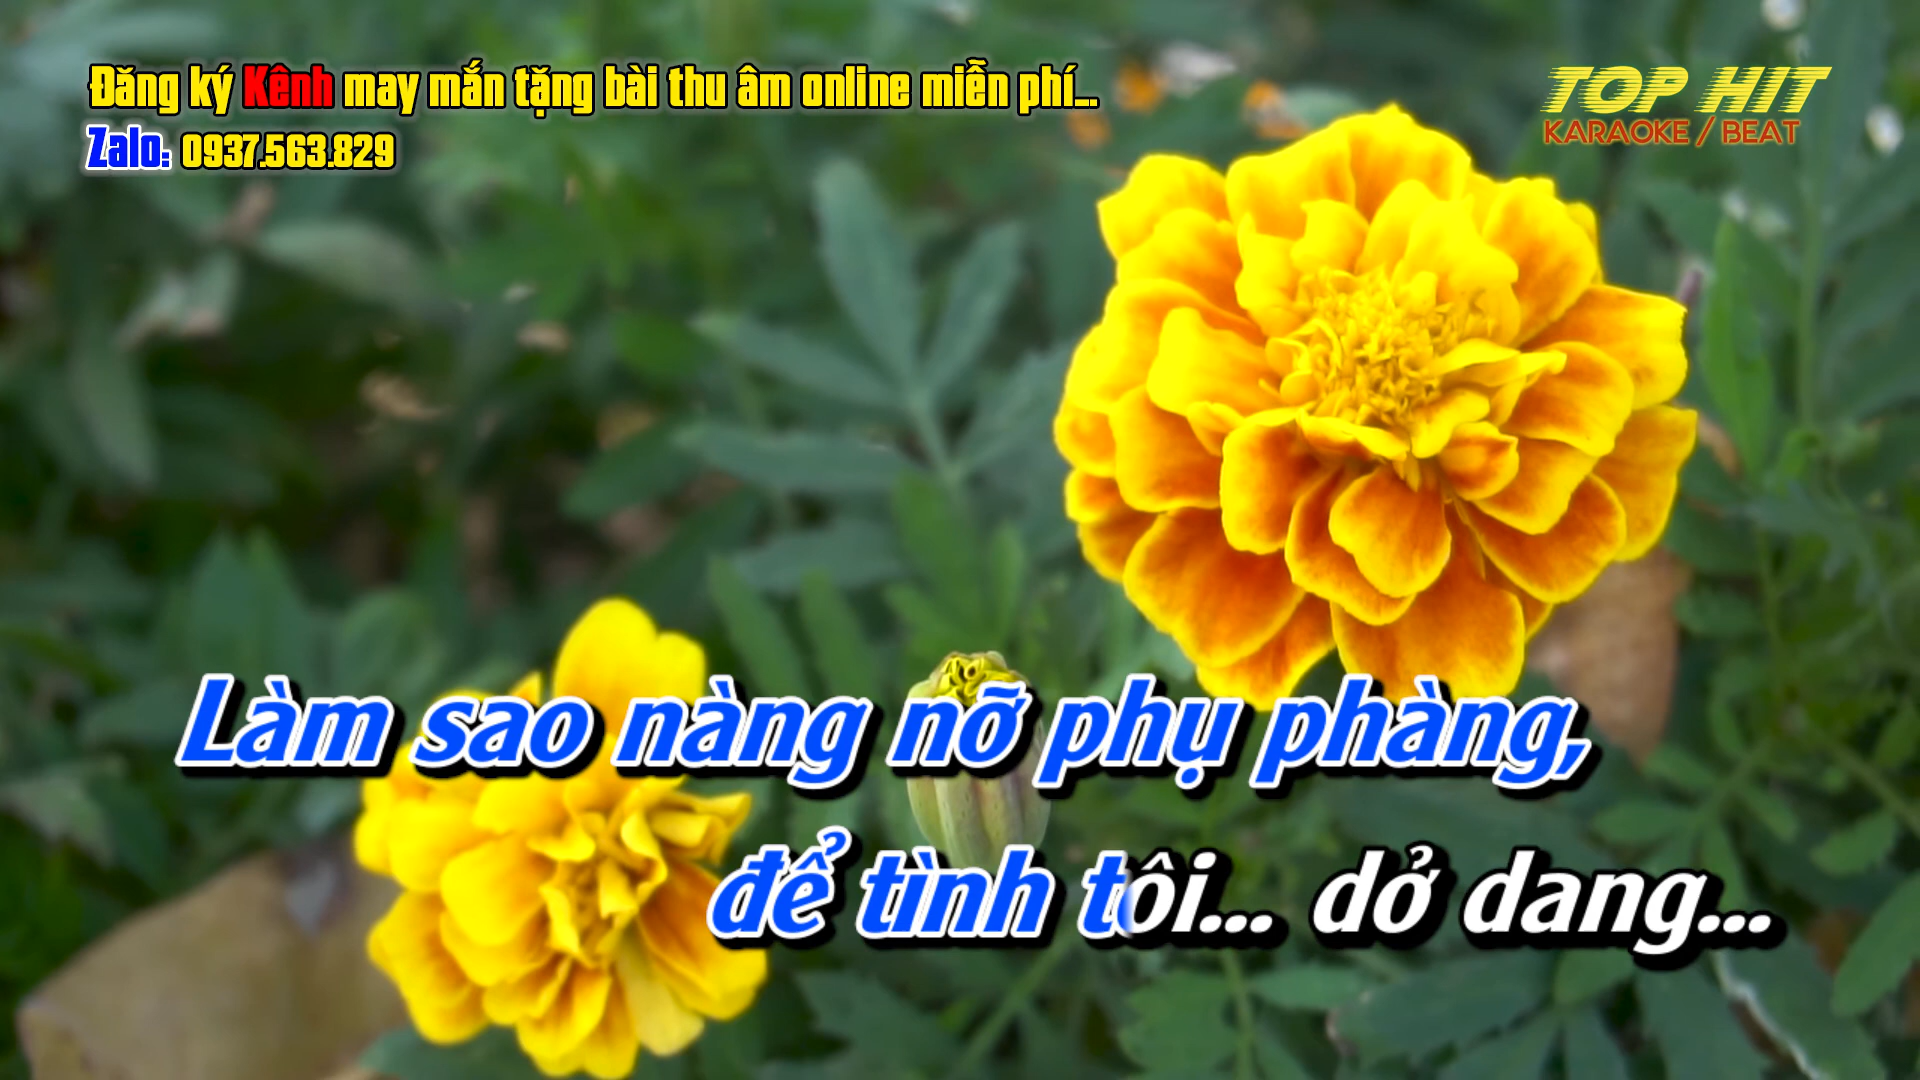 Đăng ký Kênh may mắn tặng bài thu âm online miễn phí...
Zalo: 0937.563.829
TOP HIT
KARAOKE / BEAT
Làm sao nàng nỡ phụ phàng,
để tình tôi... dở dang...